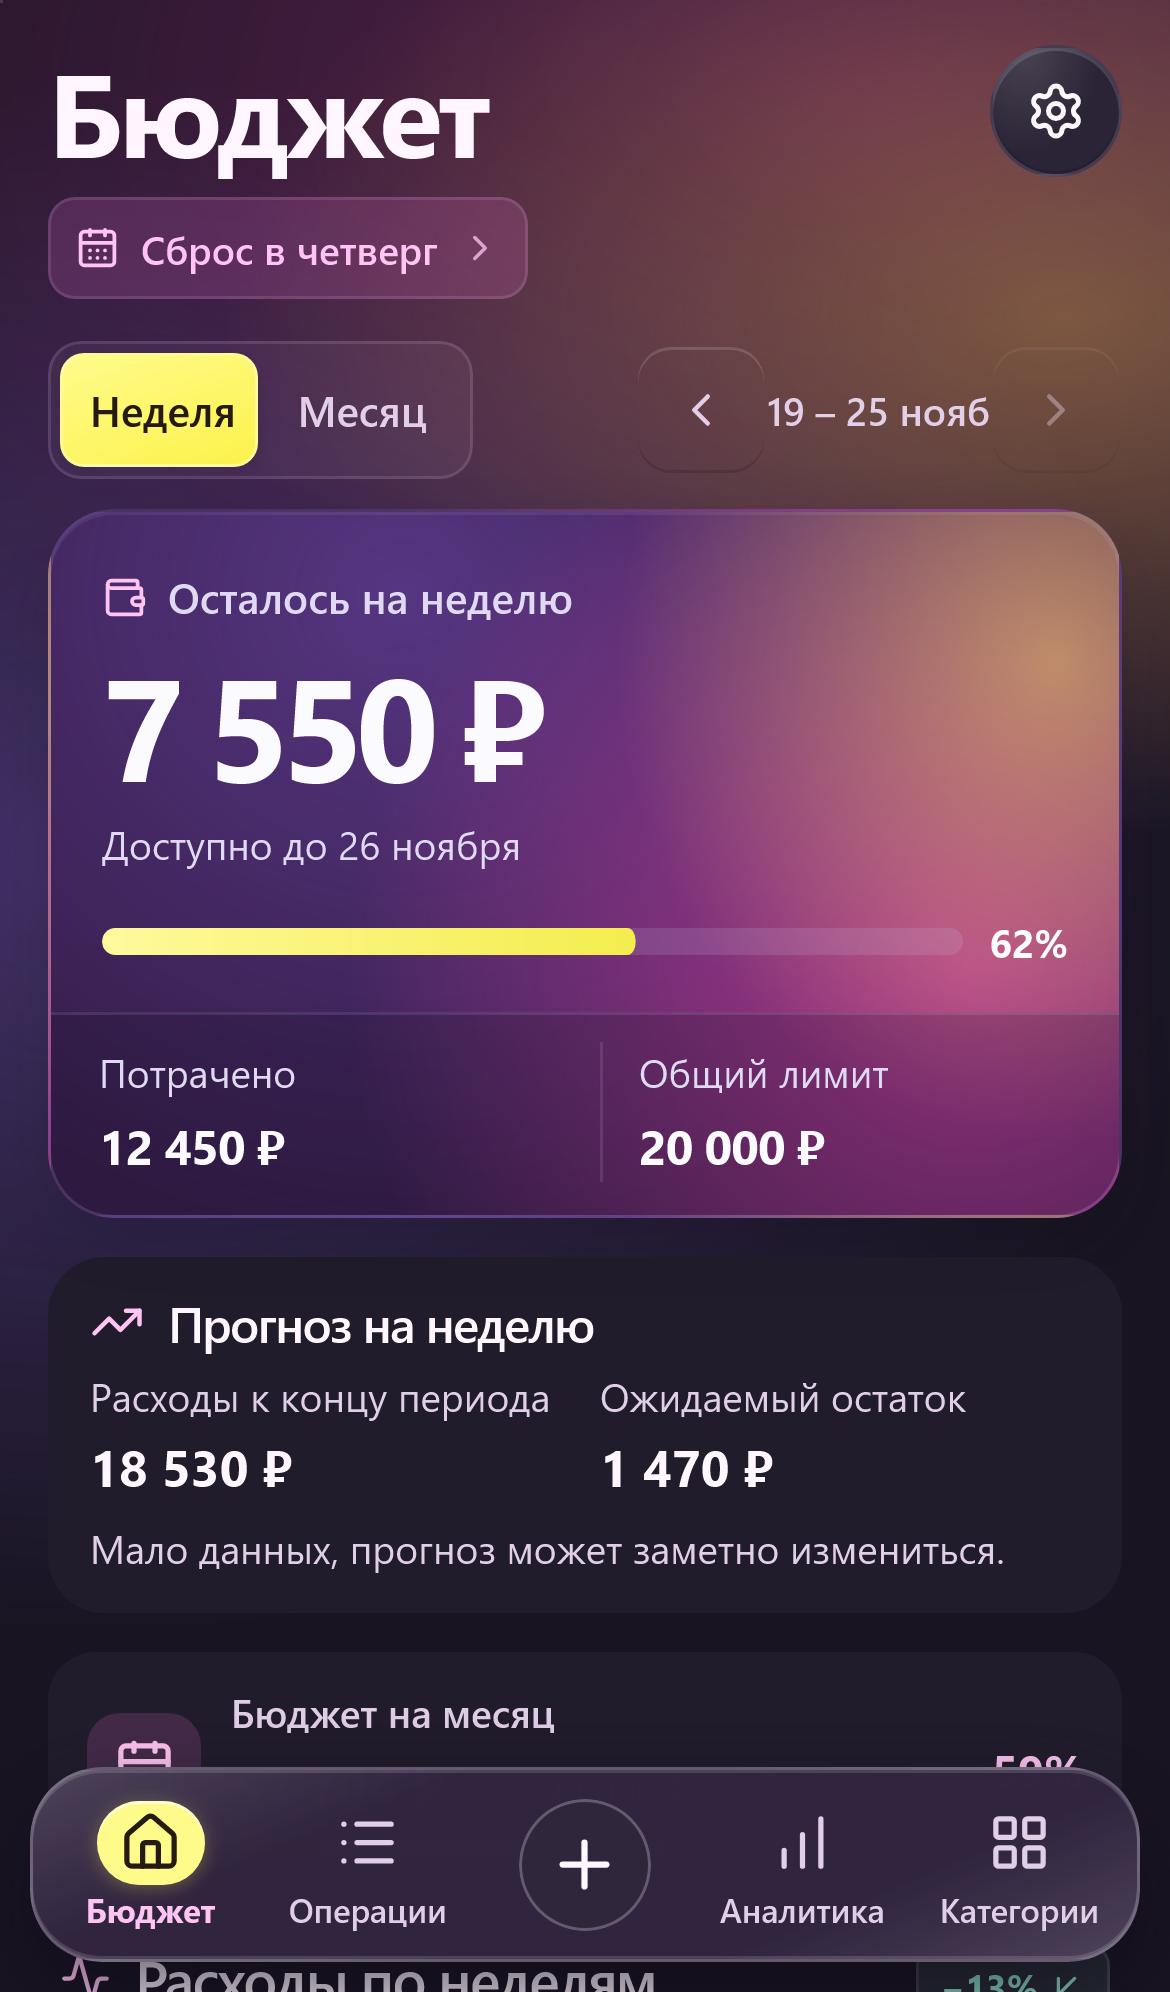 Бюджет
Сброс в четверг
Неделя Месяц 19 – 25 нояб
Осталось на неделю
7 550 ₽
Доступно до 26 ноября
62%
Потрачено Общий лимит
12 450 ₽ 20 000 ₽
Прогноз на неделю
Расходы к концу периода Ожидаемый остаток
18 530 ₽ 1 470 ₽
Мало данных, прогноз может заметно измениться.
Бюджет на месяц
Бюджет Операции Аналитика Категории
Расходы по неделям −13%